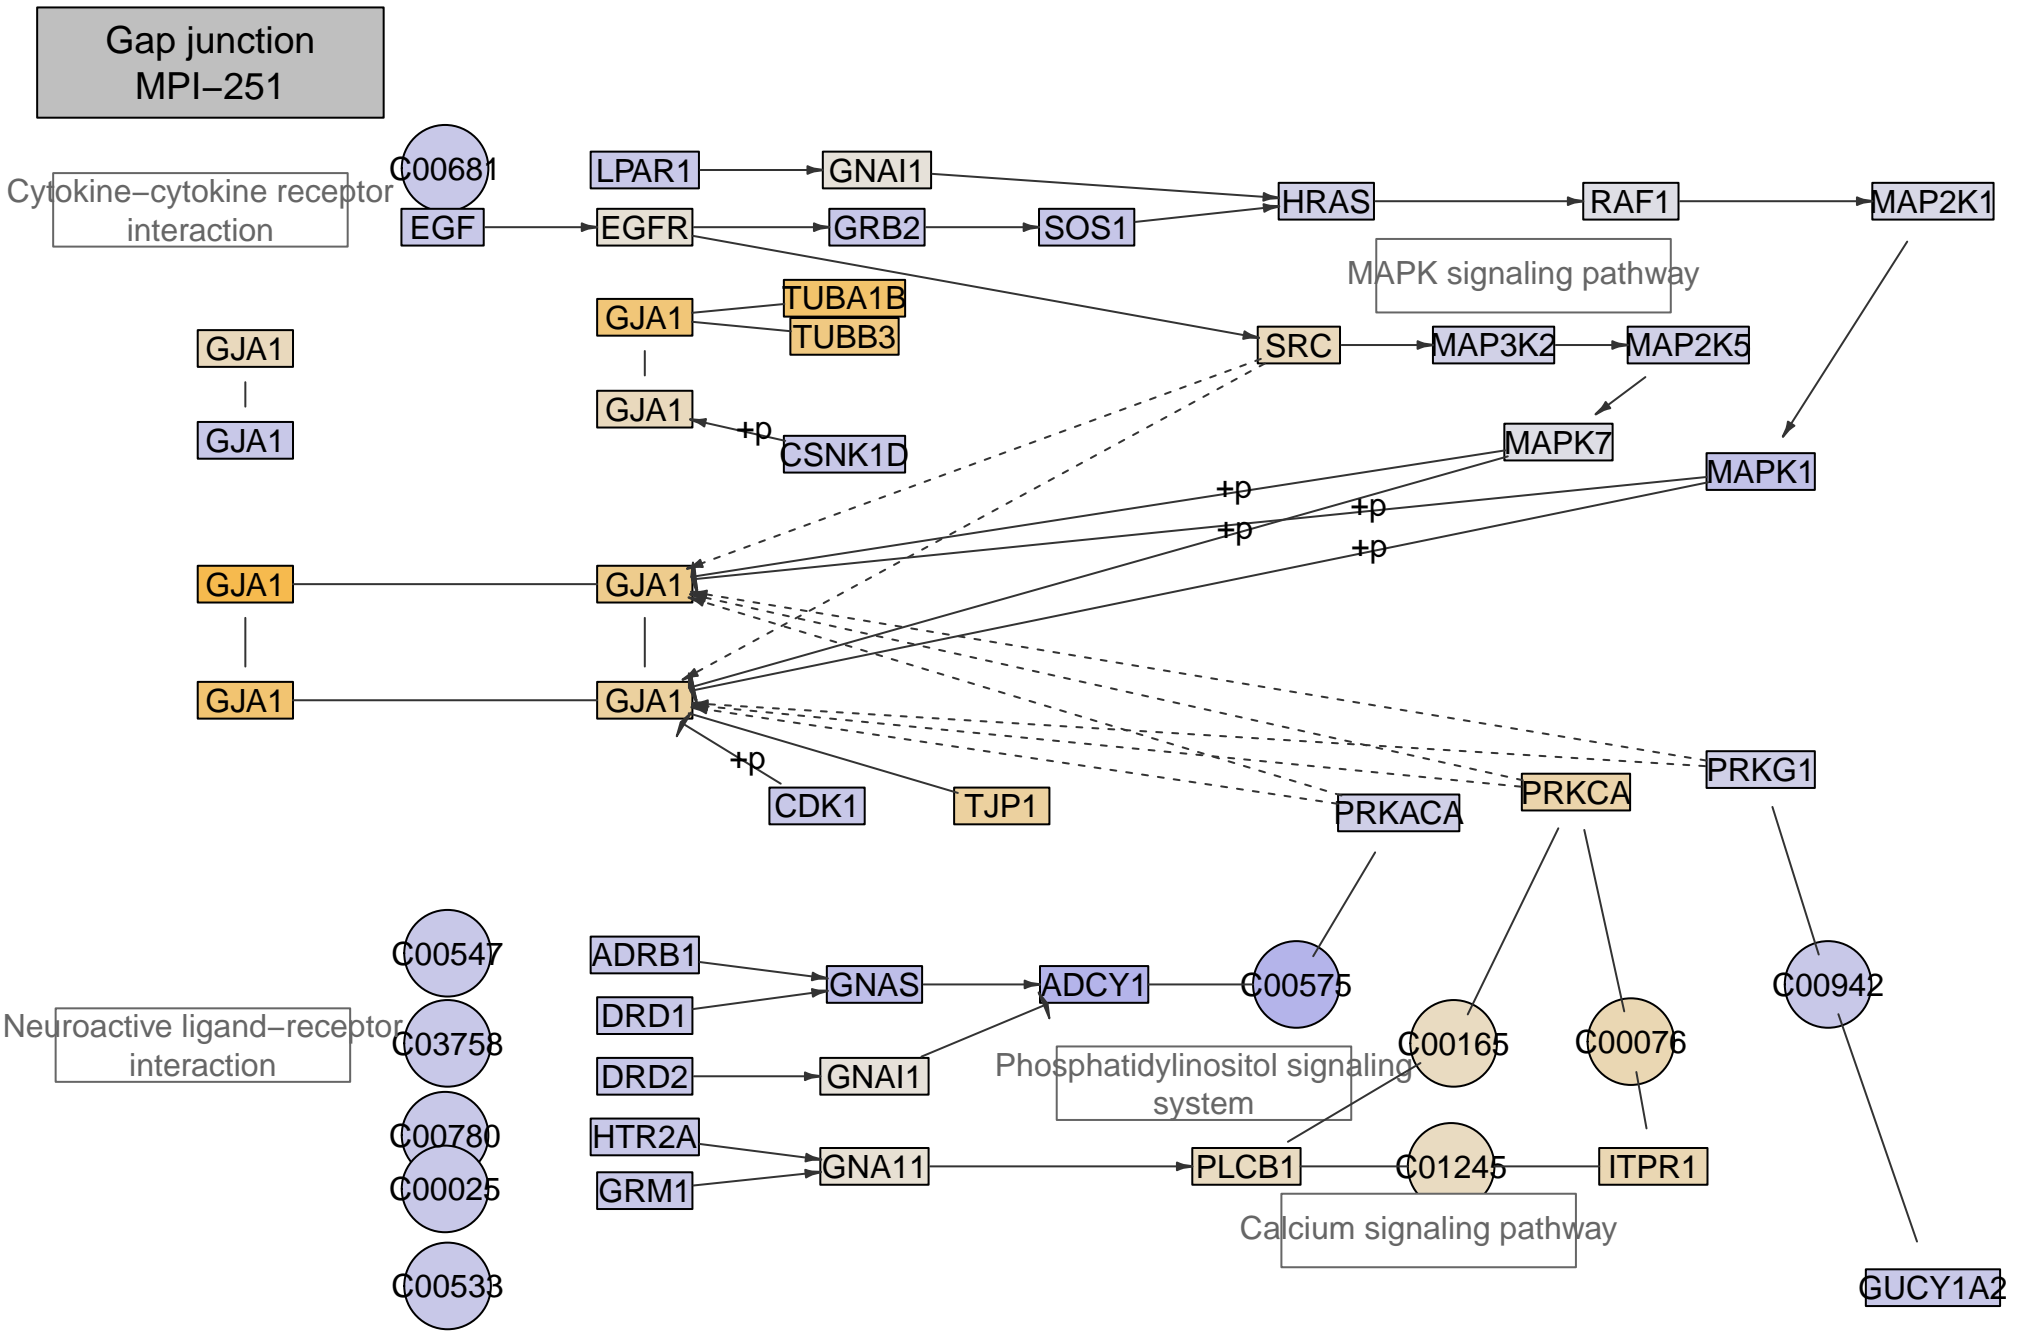 Gap junction
MPI−251
C00681
Cytokine−cytokine receptor
interaction
LPAR1
GNAI1
HRAS
RAF1
MAP2K1
EGF
EGFR
GRB2
SOS1
MAPK signaling pathway
TUBA1B
GJA1
TUBB3
GJA1
SRC
MAP3K2
MAP2K5
GJA1
+p
CSNK1D
GJA1
MAPK7
MAPK1
+p
+p
+p
+p
GJA1
GJA1
GJA1
GJA1
+p
CDK1
TJP1
PRKACA
PRKCA
PRKG1
C00547
ADRB1
GNAS
ADCY1
C00575
C00942
DRD1
Neuroactive ligand−receptor
interaction
C03758
C00165
C00076
DRD2
GNAI1
Phosphatidylinositol signaling
system
C00780
HTR2A
GNA11
PLCB1
C01245
ITPR1
C00025
GRM1
Calcium signaling pathway
C00533
GUCY1A2